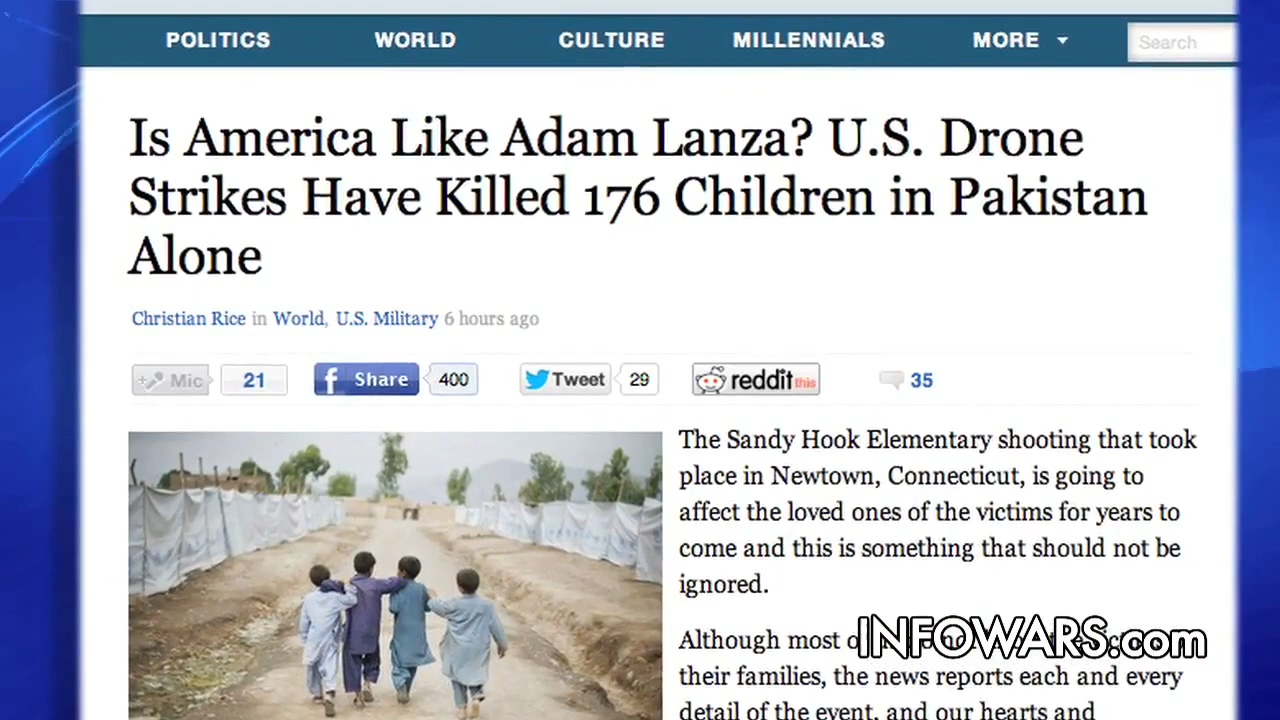 POLITICS WORLD CULTURE MILLENNIALS MORE Search
Is America Like Adam Lanza? U.S. Drone
Strikes Have Killed 176 Children in Pakistan
Alone
Christian Rice in World, U.S. Military 6 hours ago
Mic 21 Share 400 Tweet 29 reddit this 35
The Sandy Hook Elementary shooting that took
place in Newtown, Connecticut, is going to
affect the loved ones of the victims for years to
come and this is something that should not be
ignored.
Although most
INFOWARS.com
their families, the news reports each and every
detail of the event, and our hearts and